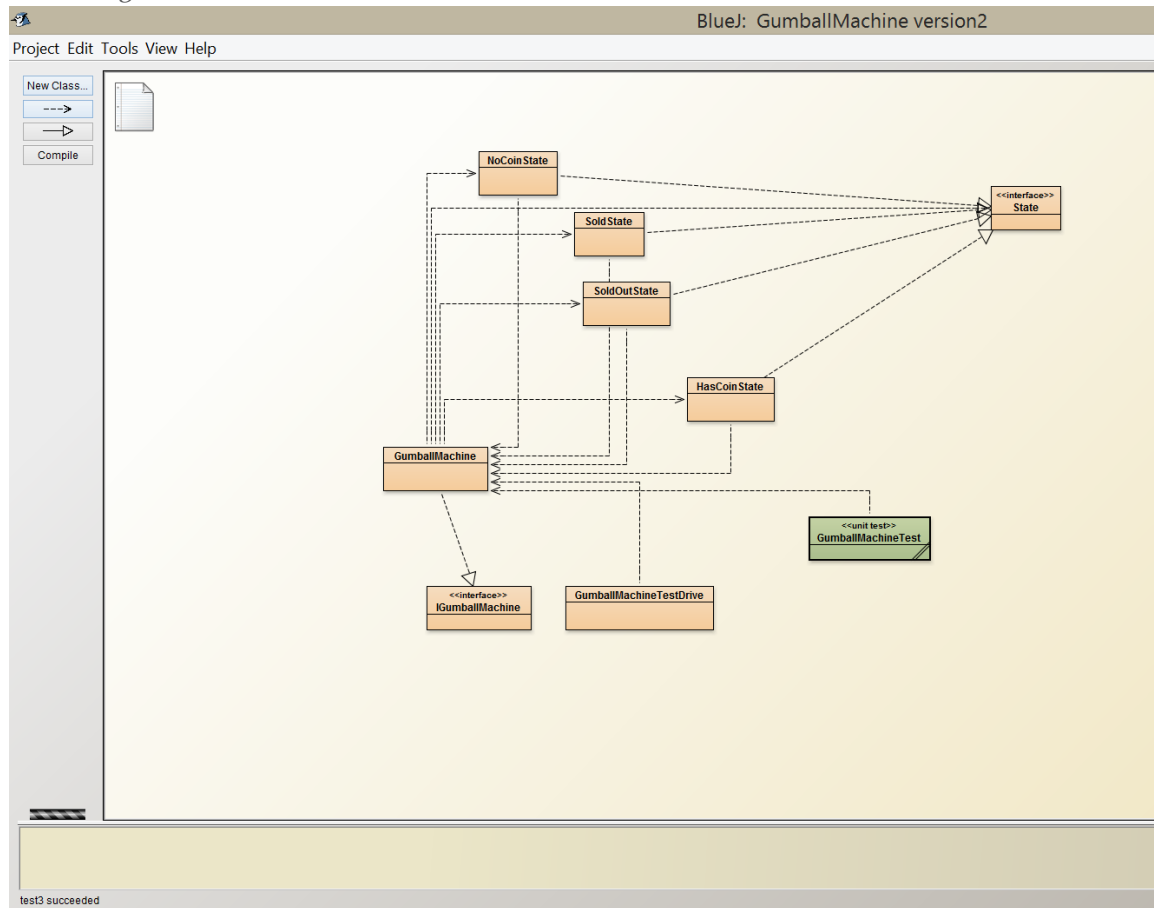 BlueJ: GumballMachine version2
Project Edit Tools View Help
New Class...
Compile
NoCoinState
<<interface>>
State
SoldState
SoldOutState
HasCoinState
GumballMachine
<<unit test>>
GumballMachineTest
<<interface>>
IGumballMachine
GumballMachineTestDrive
test3 succeeded